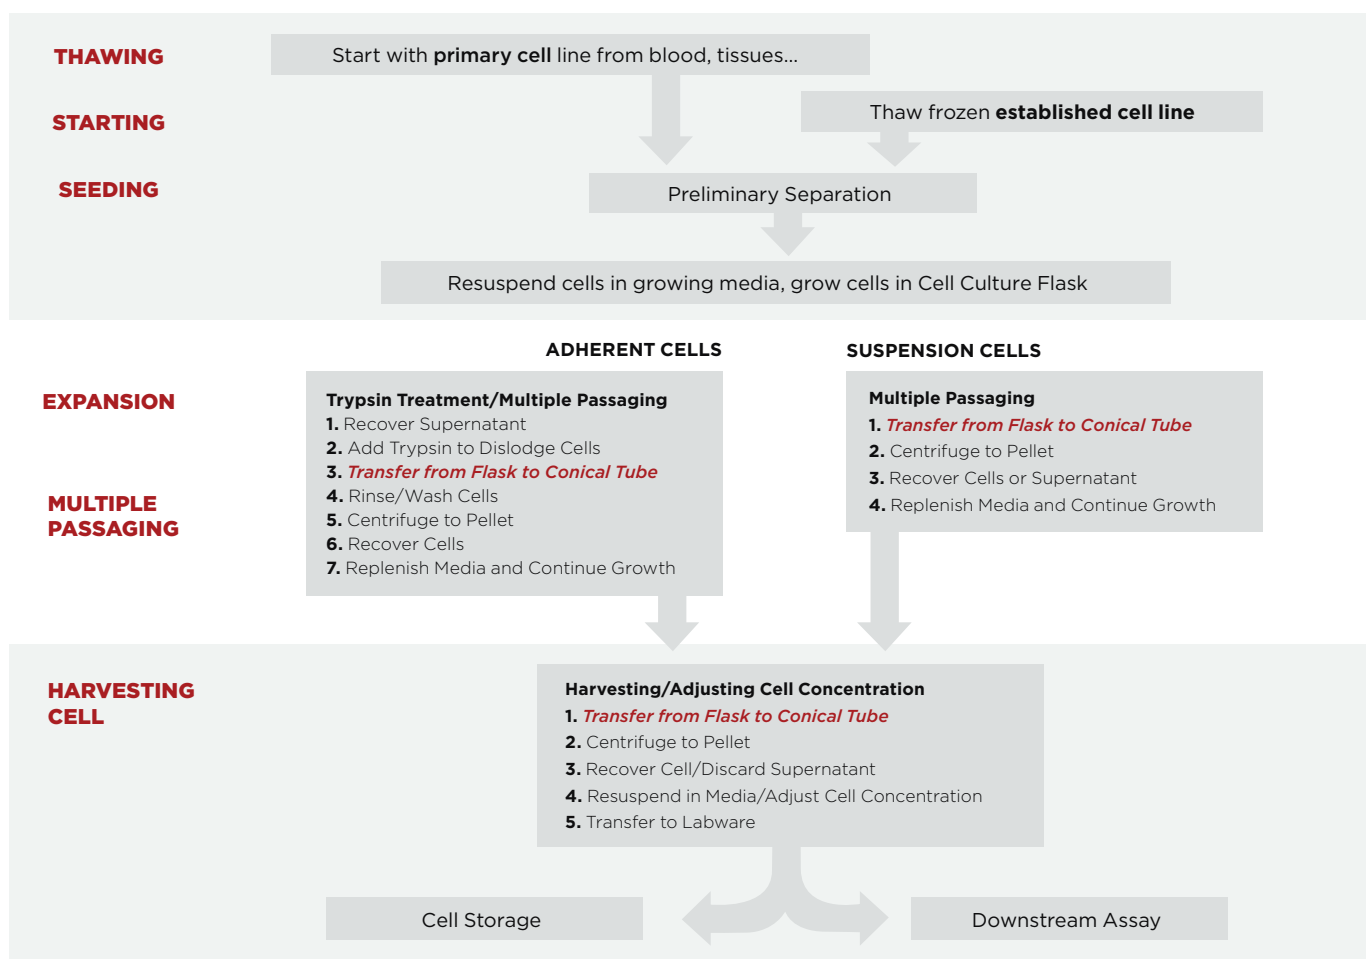 THAWING
Start with primary cell line from blood, tissues...
STARTING
Thaw frozen established cell line
SEEDING
Preliminary Separation
Resuspend cells in growing media, grow cells in Cell Culture Flask
ADHERENT CELLS
SUSPENSION CELLS
EXPANSION
MULTIPLE
PASSAGING
Trypsin Treatment/Multiple Passaging
1. Recover Supernatant
2. Add Trypsin to Dislodge Cells
3. Transfer from Flask to Conical Tube
4. Rinse/Wash Cells
5. Centrifuge to Pellet
6. Recover Cells
7. Replenish Media and Continue Growth
Multiple Passaging
1. Transfer from Flask to Conical Tube
2. Centrifuge to Pellet
3. Recover Cells or Supernatant
4. Replenish Media and Continue Growth
HARVESTING
CELL
Harvesting/Adjusting Cell Concentration
1. Transfer from Flask to Conical Tube
2. Centrifuge to Pellet
3. Recover Cell/Discard Supernatant
4. Resuspend in Media/Adjust Cell Concentration
5. Transfer to Labware
Cell Storage
Downstream Assay